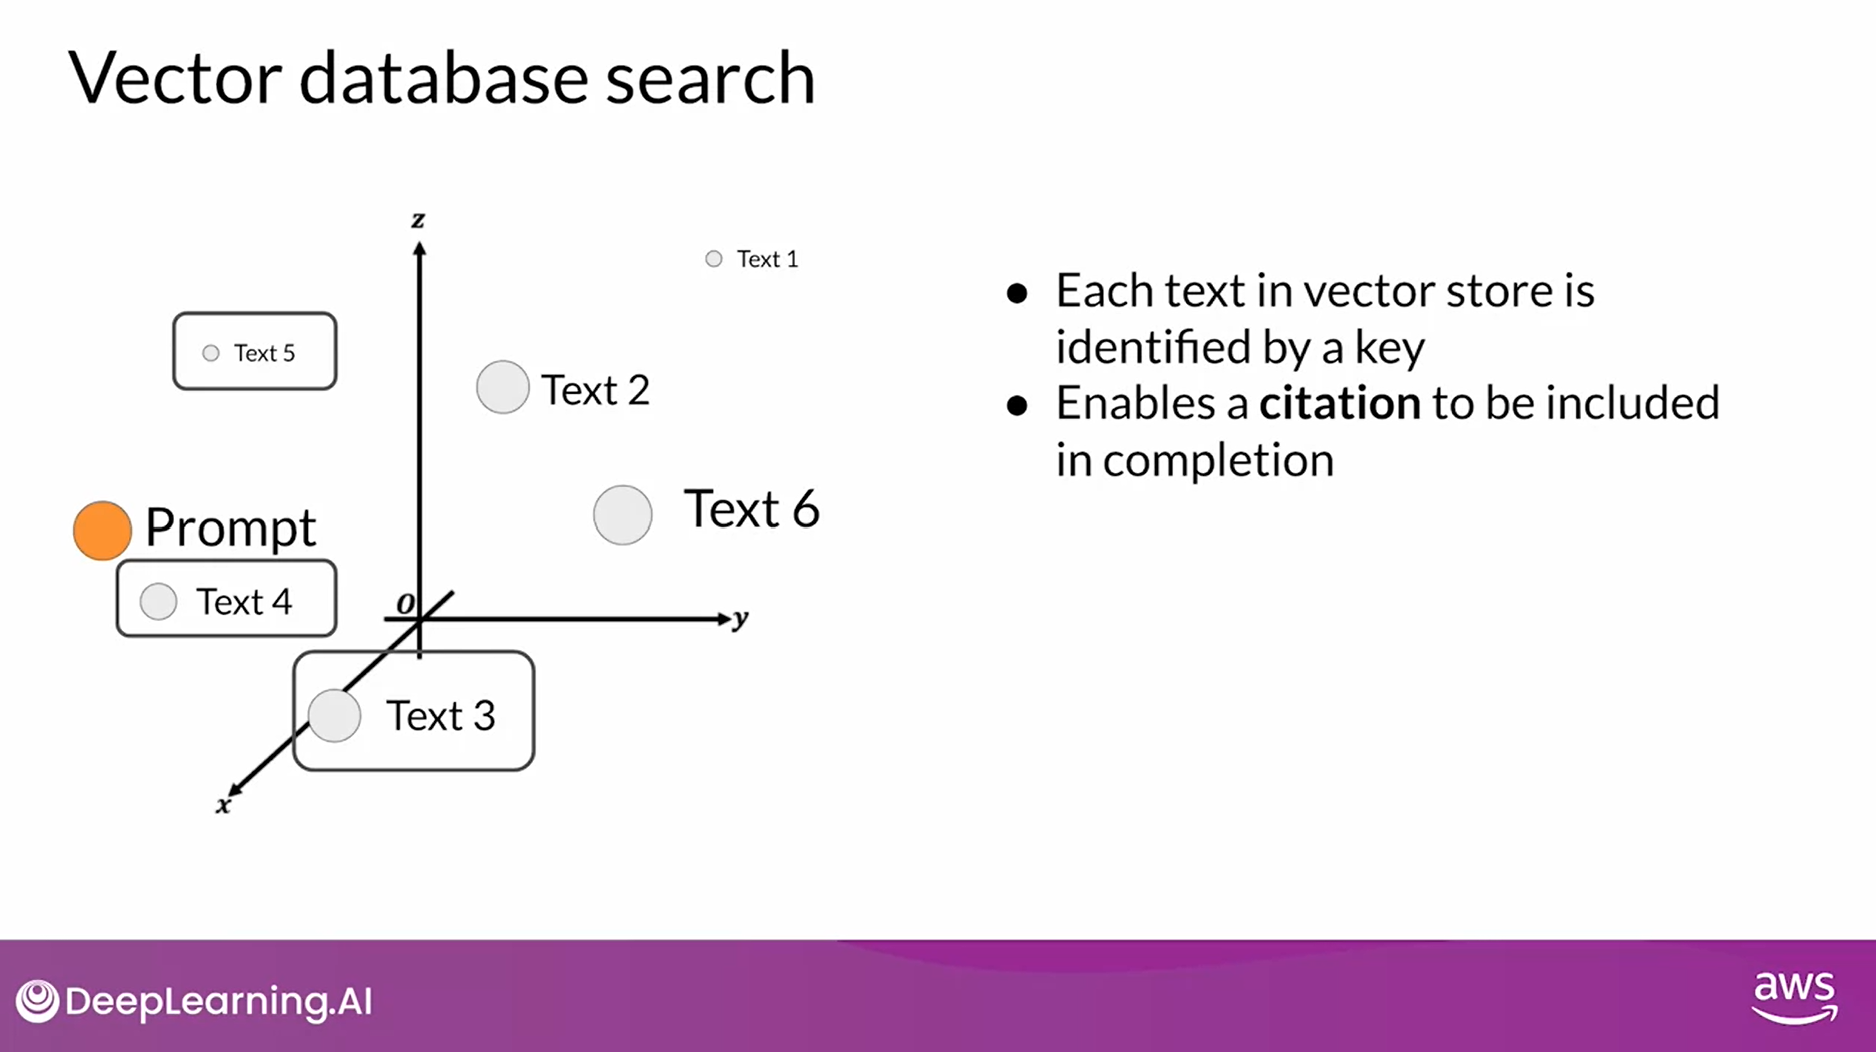 Vector database search
z
Text 1
Text 5
Text 2
Prompt
Text 6
Text 4
O
y
Text 3
x
● Each text in vector store is
identified by a key
● Enables a citation to be included
in completion
DeepLearning.AI
aws